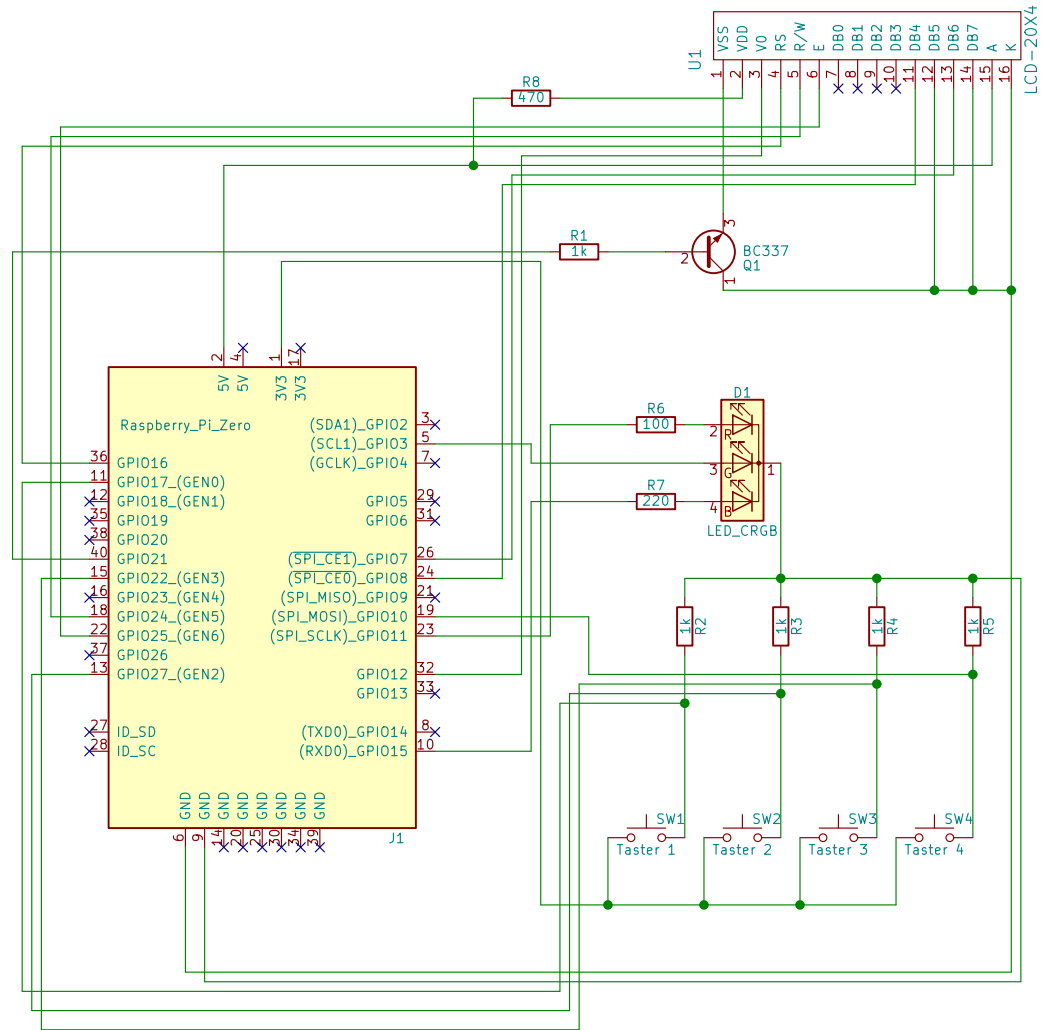 LCD-20X4
U1
VSS
VDD
V0
RS
R/W
E
DB0
DB1
DB2
DB3
DB4
DB5
DB6
DB7
A
K
1
2
3
4
5
6
7
8
9
10
11
12
13
14
15
16
R8
470
R1
1k
3
2
1
BC337
Q1
2
4
1
17
5V
5V
3V3
3V3
Raspberry_Pi_Zero
36 GPIO16
11 GPIO17_(GEN0)
12 GPIO18_(GEN1)
35 GPIO19
38 GPIO20
40 GPIO21
15 GPIO22_(GEN3)
16 GPIO23_(GEN4)
18 GPIO24_(GEN5)
22 GPIO25_(GEN6)
37 GPIO26
13 GPIO27_(GEN2)
27 ID_SD
28 ID_SC
(SDA1)_GPIO2 3
(SCL1)_GPIO3 5
(GCLK)_GPIO4 7
GPIO5 29
GPIO6 31
(SPI_CE1)_GPIO7 26
(SPI_CE0)_GPIO8 24
(SPI_MISO)_GPIO9 21
(SPI_MOSI)_GPIO10 19
(SPI_SCLK)_GPIO11 23
GPIO12 32
GPIO13 33
(TXD0)_GPIO14 8
(RXD0)_GPIO15 10
GND
GND
GND
GND
GND
GND
GND
GND
6
9
14
20
25
30
34
39
J1
D1
R6
100
R7
220
2 R
3 G
4 B
1
LED_CRGB
1k
R2
1k
R3
1k
R4
1k
R5
SW1
Taster 1
SW2
Taster 2
SW3
Taster 3
SW4
Taster 4